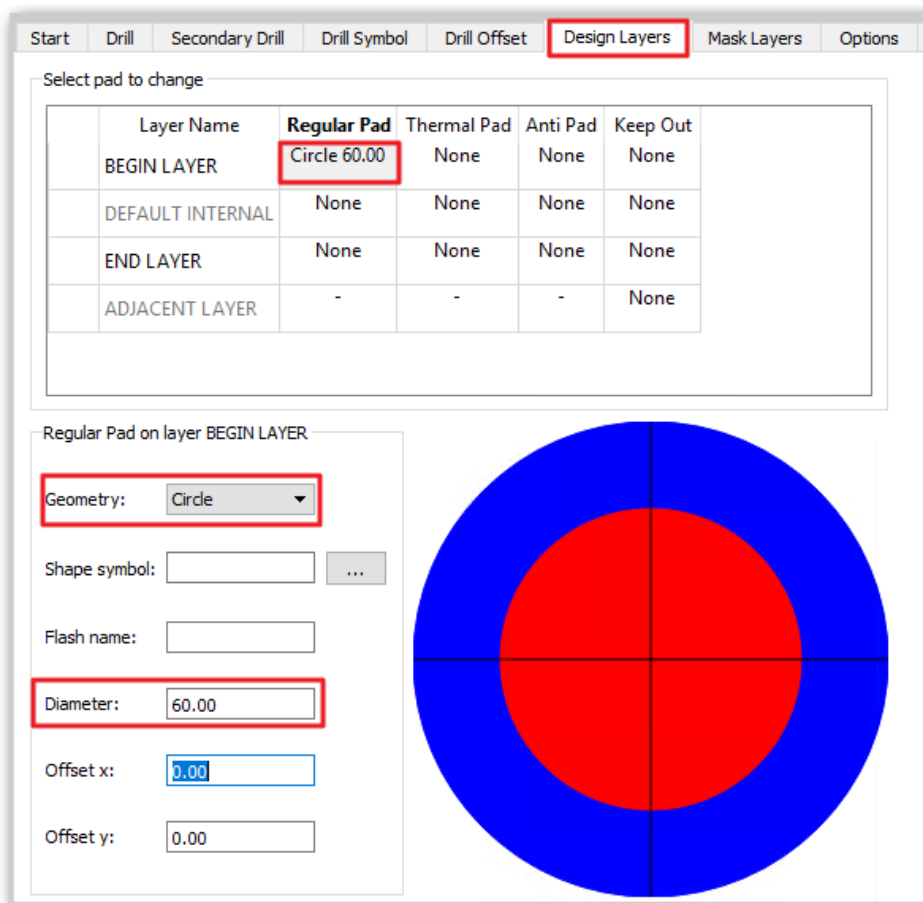 Start Drill Secondary Drill Drill Symbol Drill Offset Design Layers Mask Layers Options
Select pad to change
Layer Name Regular Pad Thermal Pad Anti Pad Keep Out
BEGIN LAYER Circle 60.00 None None None
DEFAULT INTERNAL None None None None
END LAYER None None None None
ADJACENT LAYER - - - None
Regular Pad on layer BEGIN LAYER
Geometry: Circle
Shape symbol: ...
Flash name:
Diameter: 60.00
Offset x: 0.00
Offset y: 0.00